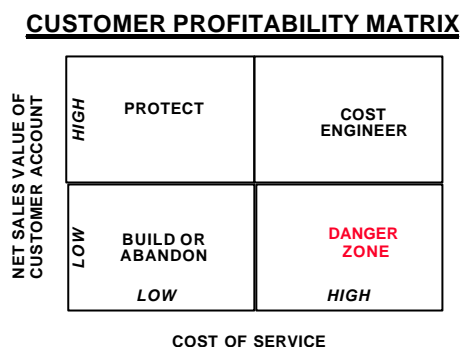 CUSTOMER PROFITABILITY MATRIX
NET SALES VALUE OF
CUSTOMER ACCOUNT
HIGH
PROTECT
COST
ENGINEER
LOW
BUILD OR
ABANDON
DANGER
ZONE
LOW
HIGH
COST OF SERVICE